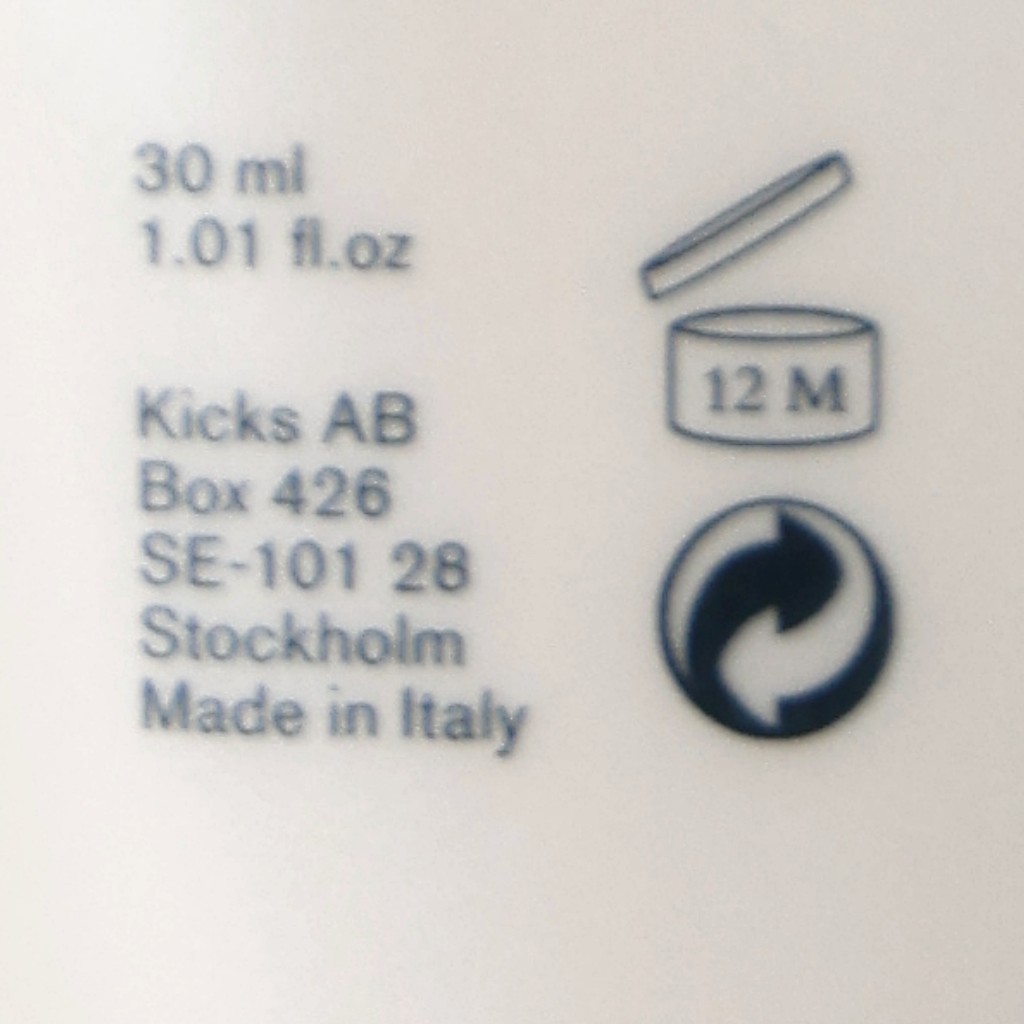 30 ml
1.01 fl.oz
Kicks AB
Box 426
SE-101 28
Stockholm
Made in Italy
12 M